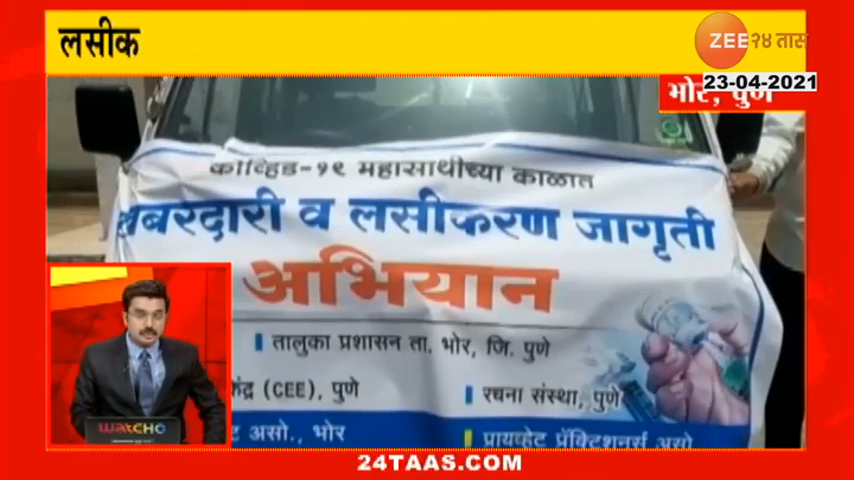 लसीक
ZEE २४ तास
23-04-2021
भोर, पुणे
कोव्हिड-१९ महासाथीच्या काळात
खबरदारी व लसीकरण जागृती
अभियान
तालुका प्रशासन ता. भोर, जि. पुणे
केंद्र (CEE), पुणे
रचना संस्था, पुणे
असो., भोर
प्रायव्हेट प्रॅक्टिशनर्स असो
WATCHO
24TAAS.COM